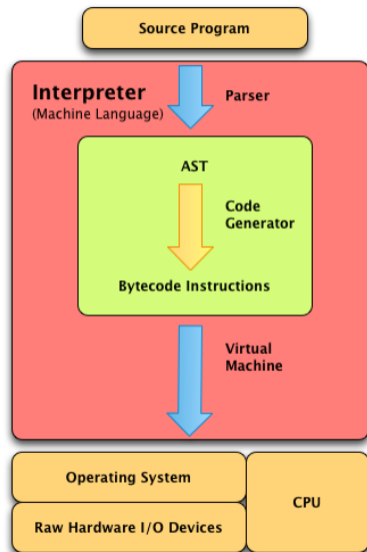 Source Program
Interpreter
(Machine Language)
Parser
AST
Code
Generator
Bytecode Instructions
Virtual
Machine
Operating System
CPU
Raw Hardware I/O Devices